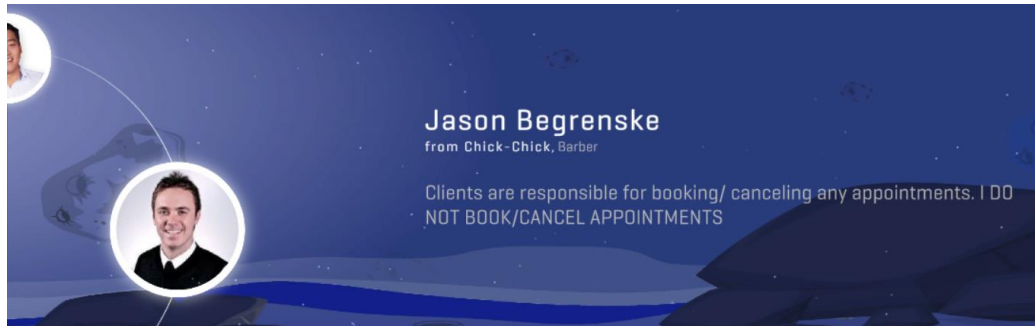 Jason Begrenske
from Chick-Chick, Barber
Clients are responsible for booking/ canceling any appointments. I DO
NOT BOOK/CANCEL APPOINTMENTS